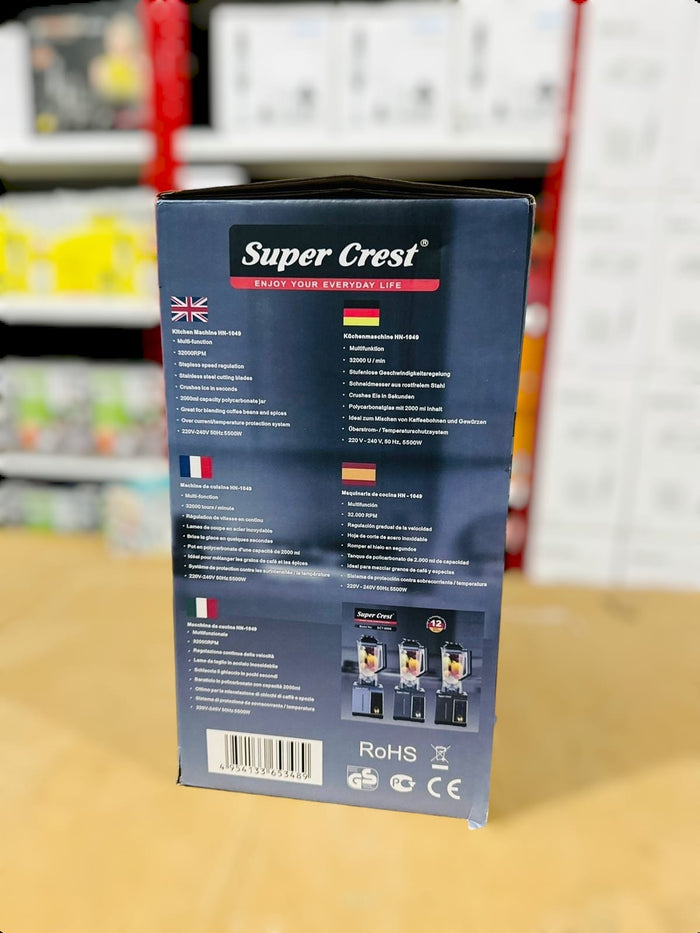 Super Crest®
ENJOY YOUR EVERYDAY LIFE
Kitchen Machine HN-1049
• Multi-function
• 32000RPM
• Stepless speed regulation
• Stainless steel cutting blades
• Crushes ice in seconds
• 2000ml capacity polycarbonate jar
• Great for blending coffee beans and spices
• Over current/temperature protection system
• 220V-240V 50Hz 5500W
Küchenmaschine HN-1049
• Multifunktion
• 32000 U / min
• Stufenlose Geschwindigkeitsregelung
• Schneidmesser aus rostfreiem Stahl
• Crushes Eis in Sekunden
• Polycarbonatglas mit 2000 ml Inhalt
• Ideal zum Mischen von Kaffeebohnen und Gewürzen
• Überstrom- / Temperaturschutzsystem
• 220 V - 240 V, 50 Hz, 5500W
Machine de cuisine HN-1049
• Multi-fonction
• 32000 tours / minute
• Régulation de vitesse en continu
• Lames de coupe en acier inoxydable
• Brise la glace en quelques secondes
• Pot en polycarbonate d'une capacité de 2000 ml
• Idéal pour mélanger les grains de café et les épices
• Système de protection contre les surintensités / la température
• 220V-240V 50Hz 5500W
Maquinaria de cocina HN - 1049
• Multifunción
• 32.000 RPM
• Regulación gradual de la velocidad
• Hoja de corte de acero inoxidable
• Romper el hielo en segundos
• Tanque de policarbonato de 2.000 ml de capacidad
• Ideal para mezclar granos de café y especias
• Sistema de protección contra sobrecorriente / temperatura
• 220V - 240V, 50 Hz 5500W
Macchina da cucina HN-1049
• Multifunzionale
• 32000RPM
• Regolazione continua della velocità
• Lame da taglio in acciaio inossidabile
• Schiaccia il ghiaccio in pochi secondi
• Barattolo in policarbonato con capacità 2000ml
• Ottimo per la miscelazione di chicchi di caffè e spezie
• Sistema di protezione da sovracorrente / temperatura
• 220V-240V 50Hz 5500W
Super Crest®
12
4 954133 653489
RoHS
GS
CE